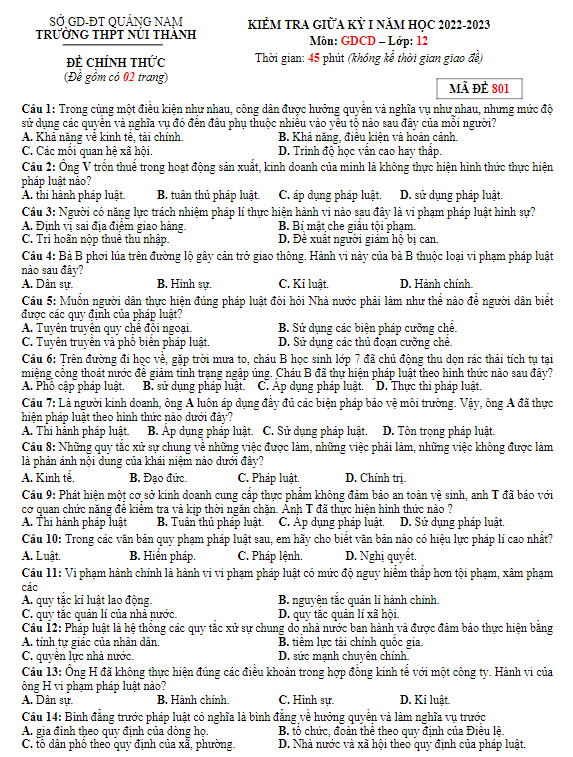 SỞ GD-ĐT QUẢNG NAM
TRƯỜNG THPT NÚI THÀNH
ĐỀ CHÍNH THỨC
(Đề gồm có 02 trang)
KIỂM TRA GIỮA KỲ I NĂM HỌC 2022-2023
Môn: GDCD – Lớp: 12
Thời gian: 45 phút (không kể thời gian giao đề)
MÃ ĐỀ 801
Câu 1: Trong cùng một điều kiện như nhau, công dân được hưởng quyền và nghĩa vụ như nhau, nhưng mức độ
sử dụng các quyền và nghĩa vụ đó đến đâu phụ thuộc nhiều vào yếu tố nào sau đây của mỗi người?
A. Khả năng về kinh tế, tài chính. B. Khả năng, điều kiện và hoàn cảnh.
C. Các mối quan hệ xã hội. D. Trình độ học vấn cao hay thấp.
Câu 2: Ông V trốn thuế trong hoạt động sản xuất, kinh doanh của mình là không thực hiện hình thức thực hiện
pháp luật nào?
A. thi hành pháp luật. B. tuân thủ pháp luật. C. áp dụng pháp luật. D. sử dụng pháp luật.
Câu 3: Người có năng lực trách nhiệm pháp lí thực hiện hành vi nào sau đây là vi phạm pháp luật hình sự?
A. Định vị sai địa điểm giao hàng. B. Bí mật che giấu tội phạm.
C. Trì hoãn nộp thuế thu nhập. D. Đề xuất người giám hộ bị can.
Câu 4: Bà B phơi lúa trên đường lộ gây cản trở giao thông. Hành vi này của bà B thuộc loại vi phạm pháp luật
nào sau đây?
A. Dân sự. B. Hình sự. C. Kỉ luật. D. Hành chính.
Câu 5: Muốn người dân thực hiện đúng pháp luật đòi hỏi Nhà nước phải làm như thế nào để người dân biết
được các quy định của pháp luật?
A. Tuyên truyền quy chế đối ngoại. B. Sử dụng các biện pháp cưỡng chế.
C. Tuyên truyền và phổ biến pháp luật. D. Sử dụng các thủ đoạn cưỡng chế.
Câu 6: Trên đường đi học về, gặp trời mưa to, cháu B học sinh lớp 7 đã chủ động thu dọn rác thải tích tụ tại
miệng cống thoát nước để giảm tình trạng ngập úng. Cháu B đã thự hiện pháp luật theo hình thức nào sau đây?
A. Phổ cập pháp luật. B. sử dụng pháp luật. C. Áp dụng pháp luật. D. Thực thi pháp luật.
Câu 7: Là người kinh doanh, ông A luôn áp dụng đầy đủ các biện pháp bảo vệ môi trường. Vậy, ông A đã thực
hiện pháp luật theo hình thức nào dưới đây?
A. Thi hành pháp luật. B. Áp dụng pháp luật. C. Sử dụng pháp luật. D. Tôn trọng pháp luật.
Câu 8: Những quy tắc xử sự chung về những việc được làm, những việc phải làm, những việc không được làm
là phản ánh nội dung của khái niệm nào dưới đây?
A. Kinh tế. B. Đạo đức. C. Pháp luật. D. Chính trị.
Câu 9: Phát hiện một cơ sở kinh doanh cung cấp thực phẩm không đảm bảo an toàn vệ sinh, anh T đã báo với
cơ quan chức năng để kiểm tra và kịp thời ngăn chặn. Anh T đã thực hiện hình thức nào ?
A. Thi hành pháp luật B. Tuân thủ pháp luật. C. Áp dụng pháp luật. D. Sử dụng pháp luật.
Câu 10: Trong các văn bản quy phạm pháp luật sau, em hãy cho biết văn bản nào có hiệu lực pháp lí cao nhất?
A. Luật. B. Hiến pháp. C. Pháp lệnh. D. Nghị quyết.
Câu 11: Vi phạm hành chính là hành vi vi phạm pháp luật có mức độ nguy hiểm thấp hơn tội phạm, xâm phạm
các
A. quy tắc kỉ luật lao động. B. nguyên tắc quản lí hành chính.
C. quy tắc quản lí của nhà nước. D. quy tắc quản lí xã hội.
Câu 12: Pháp luật là hệ thống các quy tắc xử sự chung do nhà nước ban hành và được đảm bảo thực hiện bằng
A. tính tự giác của nhân dân. B. tiềm lực tài chính quốc gia.
C. quyền lực nhà nước. D. sức mạnh chuyên chính.
Câu 13: Ông H đã không thực hiện đúng các điều khoản trong hợp đồng kinh tế với một công ty. Hành vi của
ông H vi phạm pháp luật nào?
A. Dân sự. B. Hành chính. C. Hình sự. D. Kỉ luật.
Câu 14: Bình đẳng trước pháp luật có nghĩa là bình đẳng về hưởng quyền và làm nghĩa vụ trước
A. gia đình theo quy định của dòng họ. B. tổ chức, đoàn thể theo quy định của Điều lệ.
C. tổ dân phố theo quy định của xã, phường. D. Nhà nước và xã hội theo quy định của pháp luật.